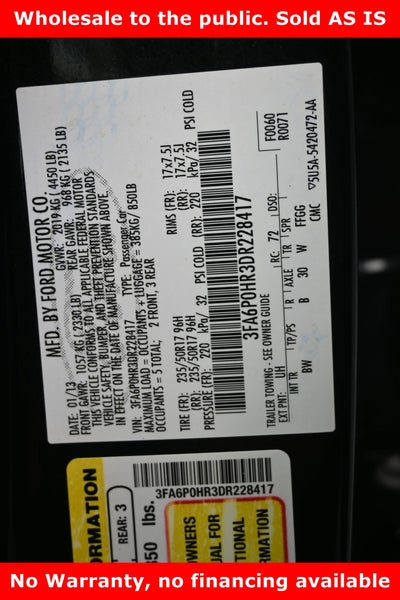 Wholesale to the public. Sold AS IS
MFD. BY FORD MOTOR CO.
DATE: 01/13 GVWR: 2019 KG ( 4450 LB)
FRONT GAWR: 1057 KG ( 2330 LB) REAR GAWR: 968 KG ( 2135 LB)
THIS VEHICLE CONFORMS TO ALL APPLICABLE FEDERAL MOTOR
VEHICLE SAFETY, BUMPER, AND THEFT PREVENTION STANDARDS
IN EFFECT ON THE DATE OF MANUFACTURE SHOWN ABOVE.
VIN: 3FA6P0HR3DR228417 TYPE: Passenger Car
MAXIMUM LOAD = OCCUPANTS + LUGGAGE = 385KG/ 850LB
OCCUPANTS = 5 TOTAL: 2 FRONT, 3 REAR
TIRE (FR): 235/50R17 96H RIMS (FR): 17x7.5J
(RR): 235/50R17 96H (RR): 17x7.5J
PRESSURE (FR): 220 kPa/ 32 PSI COLD (RR): 220 kPa/ 32 PSI COLD
3FA6P0HR3DR228417
F0060
R0071
TRAILER TOWING - SEE OWNER GUIDE
EXT PNT: UH RC: 72 DSO:
INT TR TP/PS R AXLE TR SPR
BW B 30 W FFGG
CMC 5U5A-5420472-AA
3FA6P0HR3DR228417
ORMATION
REAR: 3
350 lbs.
OWNERS
UAL FOR
TIONAL
No Warranty, no financing available